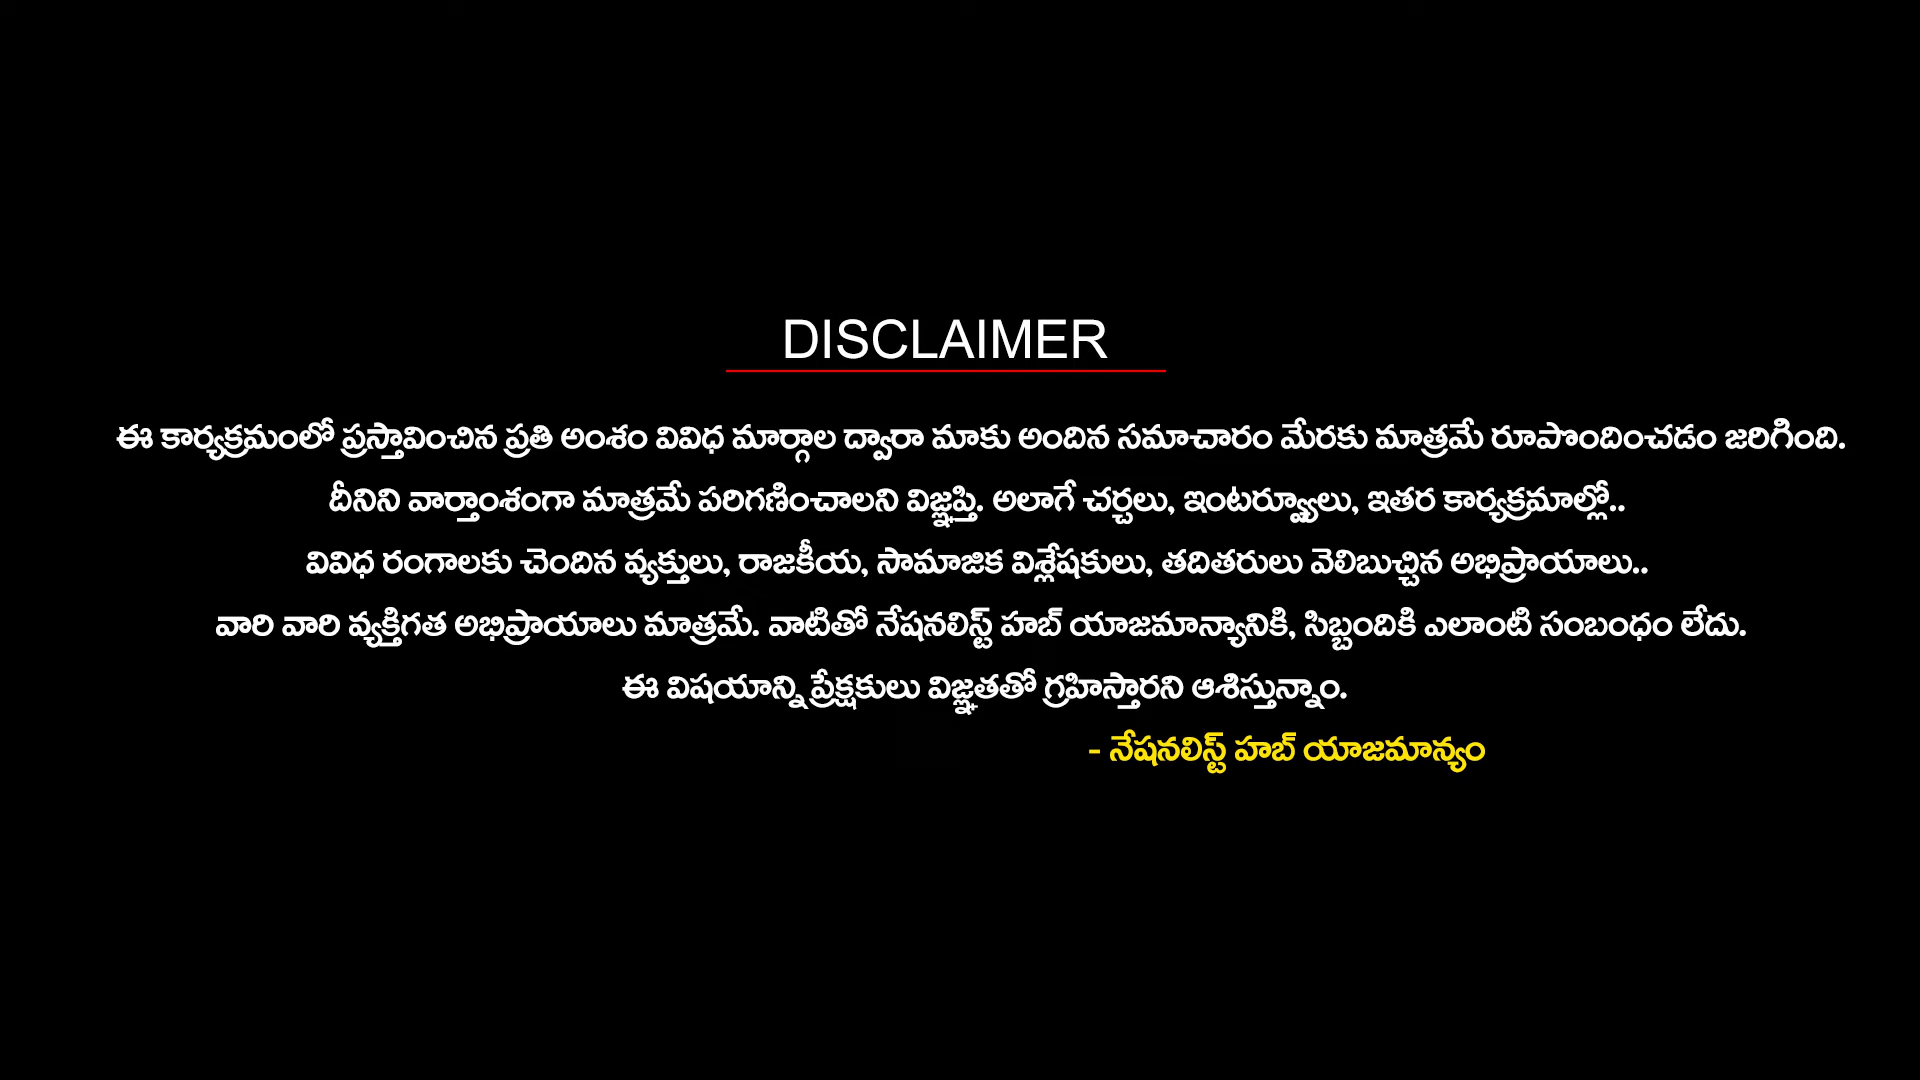 DISCLAIMER
ఈ కార్యక్రమంలో ప్రస్తావించిన ప్రతి అంశం వివిధ మార్గాల ద్వారా మాకు అందిన సమాచారం మేరకు మాత్రమే రూపొందించడం జరిగింది.
దీనిని వార్తాంశంగా మాత్రమే పరిగణించాలని విజ్ఞప్తి. అలాగే చర్చలు, ఇంటర్వ్యూలు, ఇతర కార్యక్రమాల్లో..
వివిధ రంగాలకు చెందిన వ్యక్తులు, రాజకీయ, సామాజిక విశ్లేషకులు, తదితరులు వెలిబుచ్చిన అభిప్రాయాలు..
వారి వారి వ్యక్తిగత అభిప్రాయాలు మాత్రమే. వాటితో నేషనలిస్ట్ హబ్ యాజమాన్యానికి, సిబ్బందికి ఎలాంటి సంబంధం లేదు.
ఈ విషయాన్ని ప్రేక్షకులు విజ్ఞతతో గ్రహిస్తారని ఆశిస్తున్నాం.
- నేషనలిస్ట్ హబ్ యాజమాన్యం